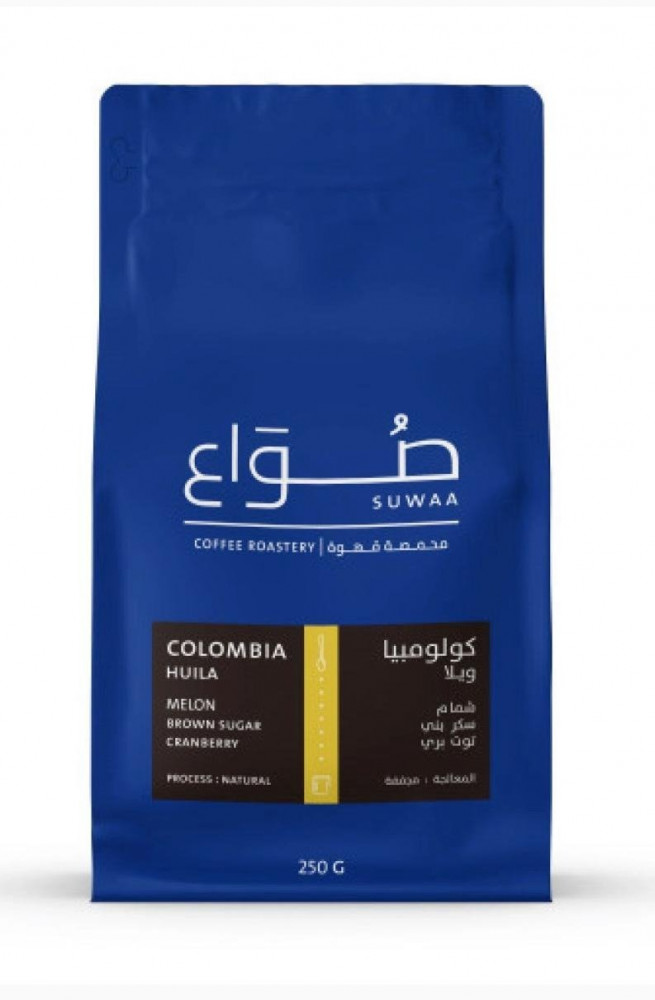 صُوَاع
SUWAA
COFFEE ROASTERY | محمصة قهوة
COLOMBIA
HUILA
MELON
BROWN SUGAR
CRANBERRY
PROCESS : NATURAL
كولومبيا
ويلا
شمام
سكر بني
توت بري
المعالجة : مجففة
250 G